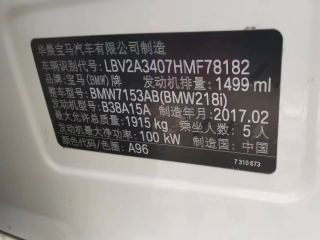 华晨宝马汽车有限公司制造
车辆识别代号: LBV2A3407HMF78182
品牌: 宝马(BMW) 发动机排量: 1499 ml
整车型号: BMW7153AB(BMW218i)
发动机型号: B38A15A 制造年月: 2017.02
最大允许总质量: 1915 kg 乘坐人数: 5 人
发动机最大净功率: 100 kW 制造国: 中国
颜色代码/色名: A96
7 310 673